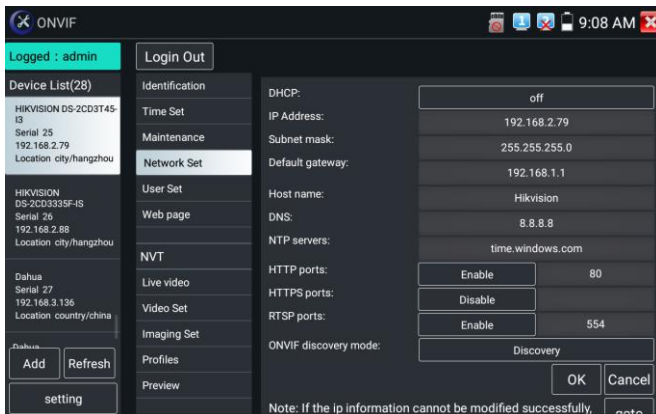 ONVIF
9:08 AM
Logged : admin
Login Out
Device List(28)
HIKVISION DS-2CD3T45-
I3
Serial 25
192.168.2.79
Location city/hangzhou
HIKVISION
DS-2CD3335F-IS
Serial 26
192.168.2.88
Location city/hangzhou
Dahua
Serial 27
192.168.3.136
Location country/china
Dahua
Add
Refresh
setting
Identification
Time Set
Maintenance
Network Set
User Set
Web page
NVT
Live video
Video Set
Imaging Set
Profiles
Preview
DHCP: off
IP Address: 192.168.2.79
Subnet mask: 255.255.255.0
Default gateway: 192.168.1.1
Host name: Hikvision
DNS: 8.8.8.8
NTP servers: time.windows.com
HTTP ports: Enable 80
HTTPS ports: Disable
RTSP ports: Enable 554
ONVIF discovery mode: Discovery
OK
Cancel
Note: If the ip information cannot be modified successfully,